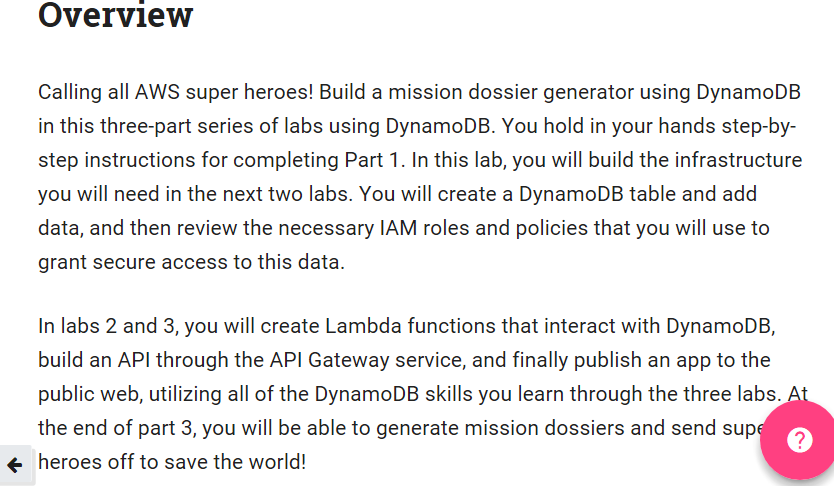 Overview
Calling all AWS super heroes! Build a mission dossier generator using DynamoDB
in this three-part series of labs using DynamoDB. You hold in your hands step-by-
step instructions for completing Part 1. In this lab, you will build the infrastructure
you will need in the next two labs. You will create a DynamoDB table and add
data, and then review the necessary IAM roles and policies that you will use to
grant secure access to this data.
In labs 2 and 3, you will create Lambda functions that interact with DynamoDB,
build an API through the API Gateway service, and finally publish an app to the
public web, utilizing all of the DynamoDB skills you learn through the three labs. At
the end of part 3, you will be able to generate mission dossiers and send supe
heroes off to save the world!
?